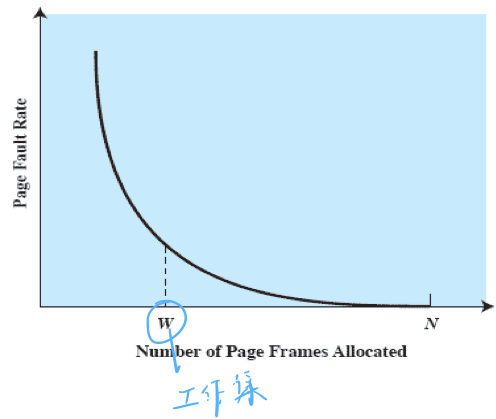 Page Fault Rate
W
N
Number of Page Frames Allocated
工作集